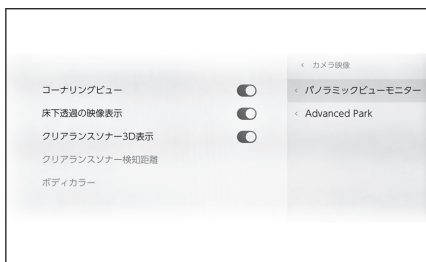 コーナリングビュー
床下透過の映像表示
クリアランスソナー3D表示
クリアランスソナー検知距離
ボディカラー
< カメラ映像
< パノラミックビューモニター
< Advanced Park